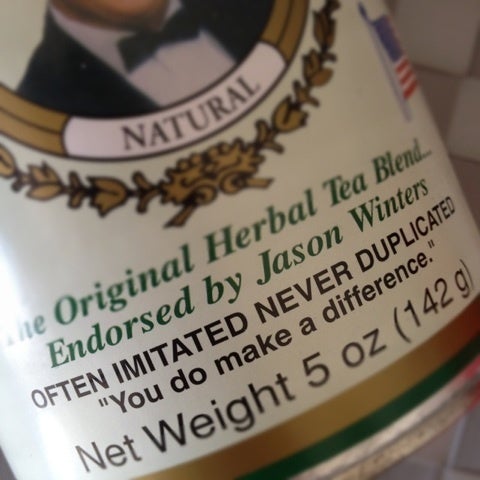 NATURAL
The Original Herbal Tea Blend...
Endorsed by Jason Winters
OFTEN IMITATED NEVER DUPLICATED
"You do make a difference."
Net Weight 5 oz (142 g)